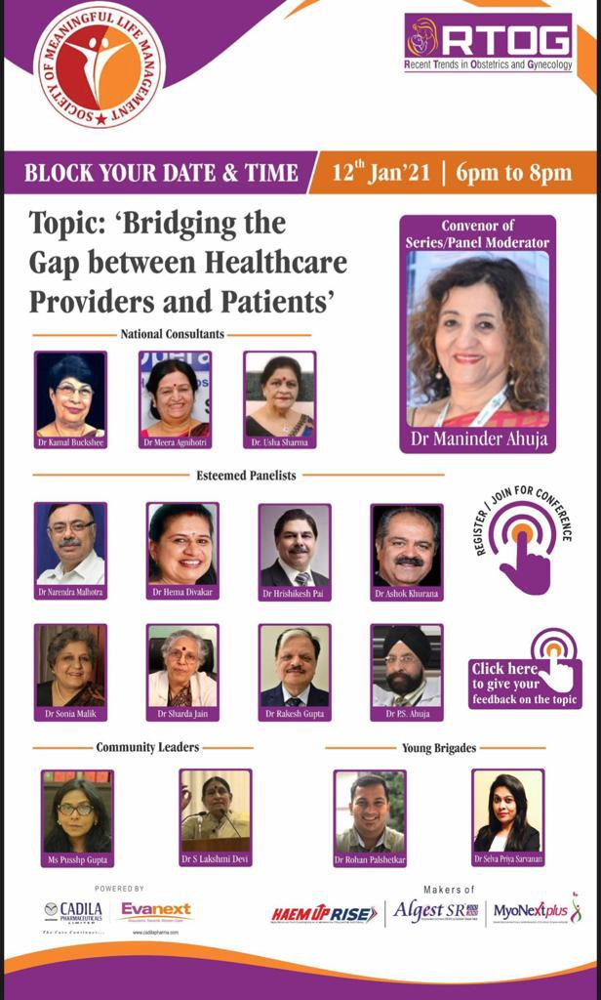 SOCIETY OF MEANINGFUL LIFE MANAGEMENT
RTOG
Recent Trends in Obstetrics and Gynecology
BLOCK YOUR DATE & TIME
12th Jan'21 | 6pm to 8pm
Topic: 'Bridging the
Gap between Healthcare
Providers and Patients'
Convenor of
Series/Panel Moderator
Dr Maninder Ahuja
National Consultants
Dr Kamal Buckshee
Dr Meera Agnihotri
Dr. Usha Sharma
Esteemed Panelists
Dr Narendra Malhotra
Dr Hema Divakar
Dr Hrishikesh Pai
Dr Ashok Khurana
REGISTER / JOIN FOR CONFERENCE
Dr Sonia Malik
Dr Sharda Jain
Dr Rakesh Gupta
Dr P.S. Ahuja
Click here
to give your
feedback on the topic
Community Leaders
Young Brigades
Ms Pusshp Gupta
Dr S Lakshmi Devi
Dr Rohan Palshetkar
Dr Selva Priya Sarvanan
POWERED BY
CADILA
PHARMACEUTICALS
LIMITED
The Care Continues...
Evanext
www.cadilapharma.com
Makers of
HAEM UP RISE
Algest SR
MyoNextplus